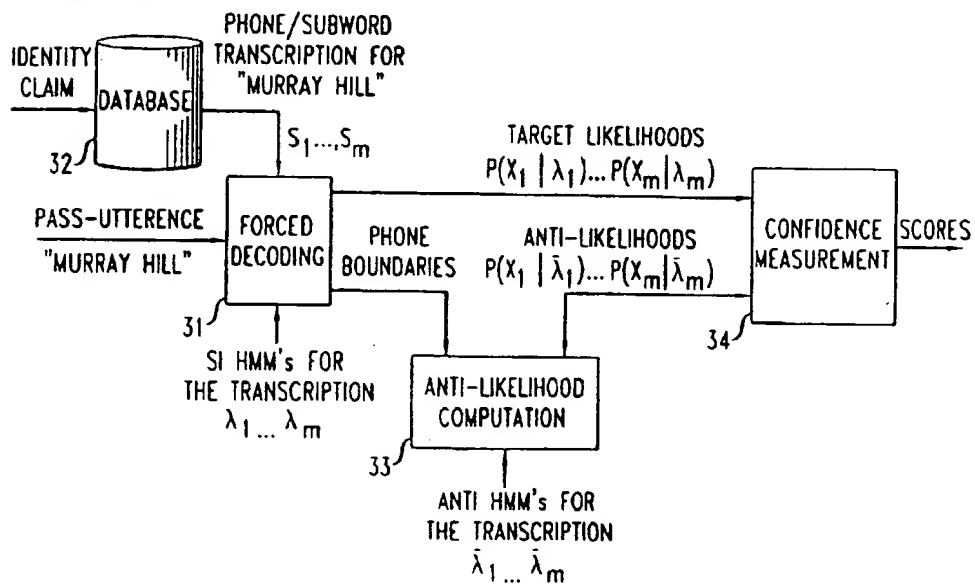 PHONE/SUBWORD
TRANSCRIPTION FOR
"MURRAY HILL"
IDENTITY
CLAIM
DATABASE
32
S₁...,Sₘ
TARGET LIKELIHOODS
P(X₁ | λ₁)... P(Xₘ | λₘ)
PASS-UTTERENCE
"MURRAY HILL"
FORCED
DECODING
31
PHONE
BOUNDARIES
ANTI-LIKELIHOODS
P(X₁ | λ̄₁)... P(Xₘ | λ̄ₘ)
CONFIDENCE
MEASUREMENT
34
SCORES
SI HMM's FOR
THE TRANSCRIPTION
λ₁... λₘ
ANTI-LIKELIHOOD
COMPUTATION
33
ANTI HMM's FOR
THE TRANSCRIPTION
λ̄₁... λ̄ₘ